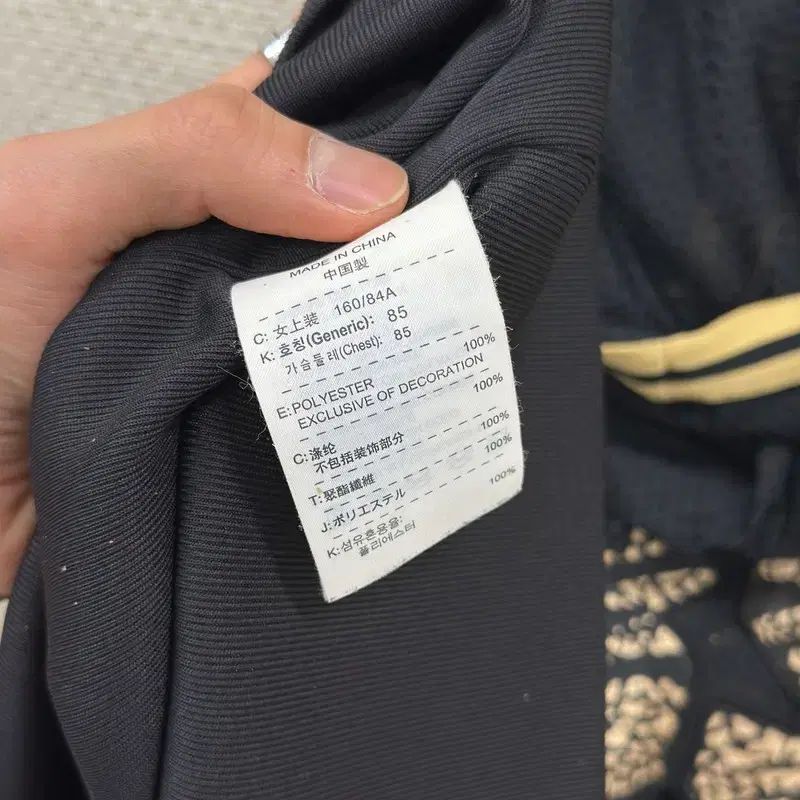 MADE IN CHINA
中国製
C: 女上装 160/84A
K: 호칭(Generic): 85
가슴둘레(Chest): 85
E: POLYESTER 100%
EXCLUSIVE OF DECORATION
C:涤纶 100%
不包括装饰部分
T:聚酯纖維 100%
J:ポリエステル 100%
K:섬유혼용율:
폴리에스터 100%